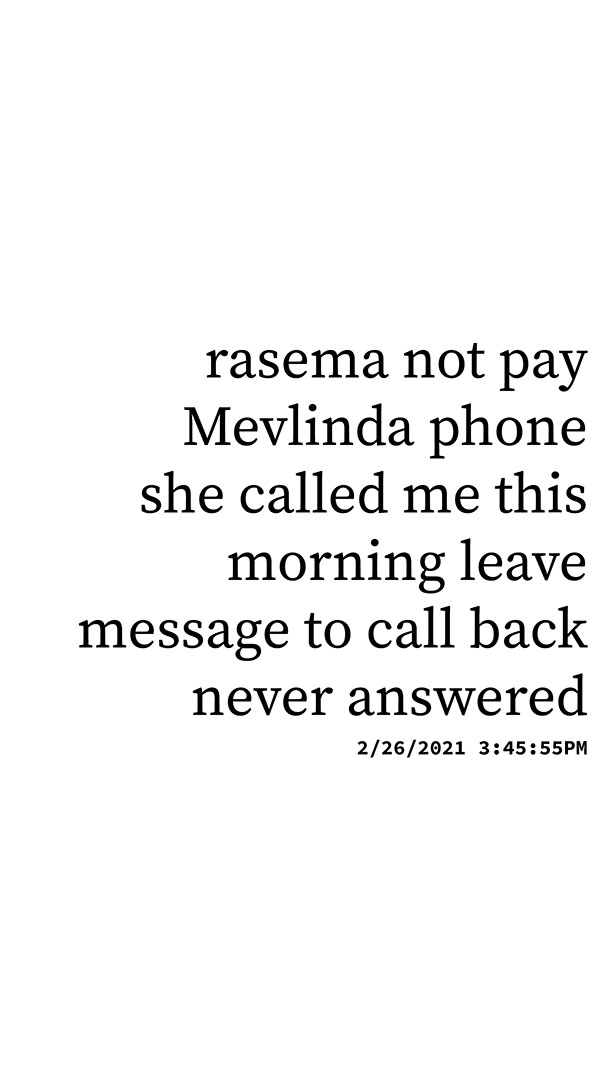 rasema not pay
Mevlinda phone
she called me this
morning leave
message to call back
never answered
2/26/2021 3:45:55PM